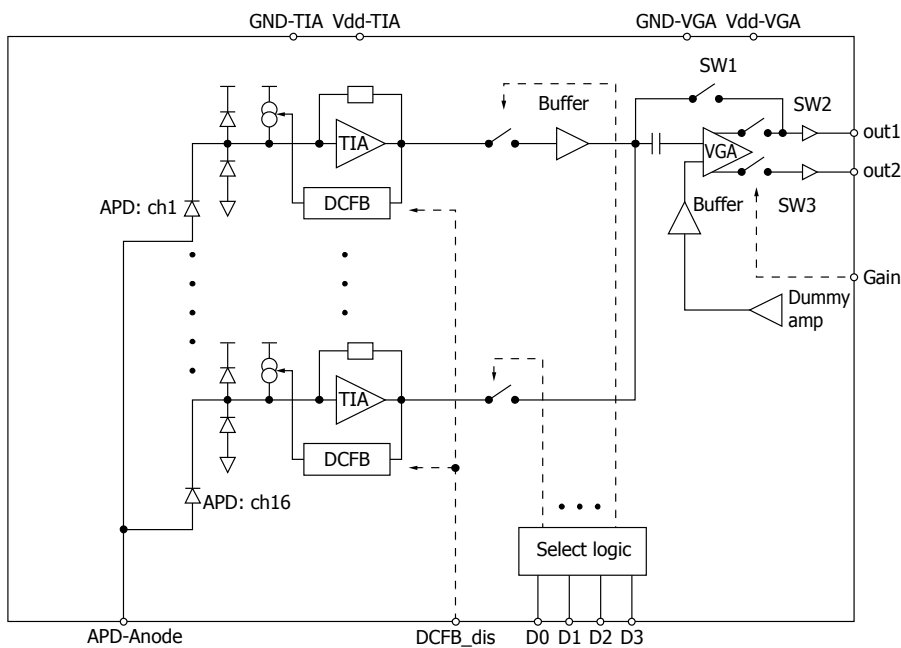 GND-TIA Vdd-TIA GND-VGA Vdd-VGA
SW1
Buffer
SW2
out1
TIA
VGA
out2
DCFB
APD: ch1
Buffer
SW3
Gain
Dummy
amp
TIA
DCFB
APD: ch16
Select logic
APD-Anode DCFB_dis D0 D1 D2 D3